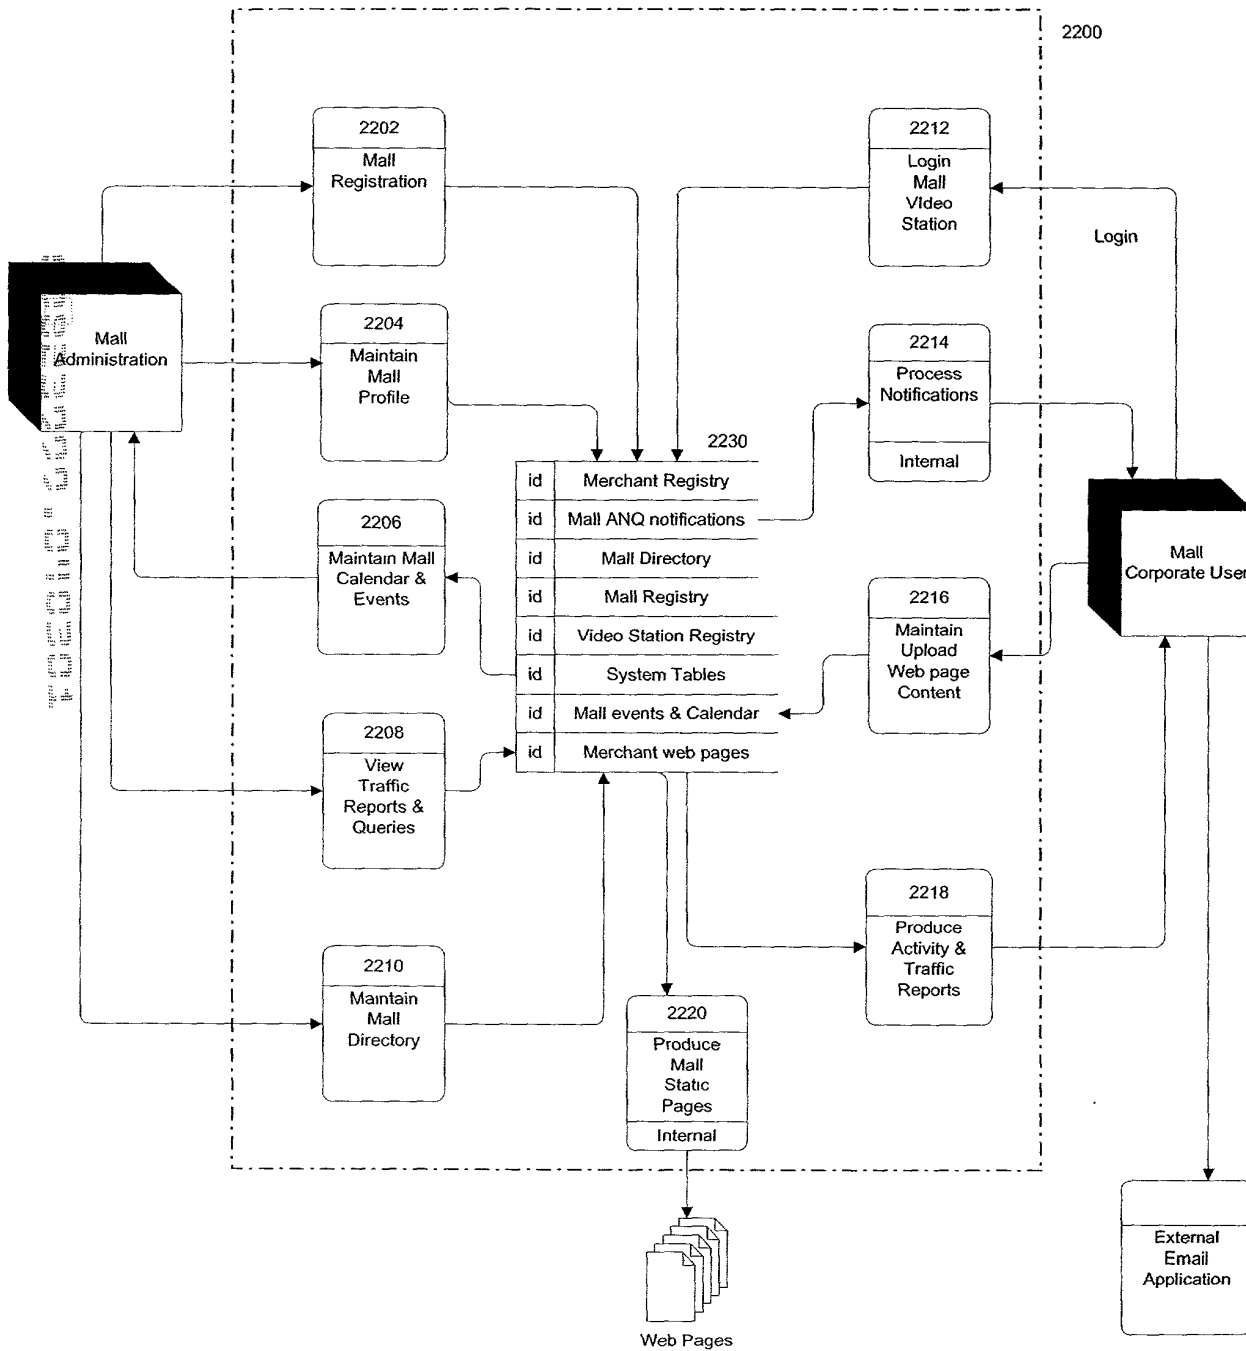 2200
2202
Mall
Registration
2212
Login
Mall
Video
Station
Login
Mall
Administration
2204
Maintain
Mall
Profile
2214
Process
Notifications
Internal
2230
id Merchant Registry
id Mall ANQ notifications
id Mall Directory
id Mall Registry
id Video Station Registry
id System Tables
id Mall events & Calendar
id Merchant web pages
2206
Maintain Mall
Calendar &
Events
Mall
Corporate User
2216
Maintain
Upload
Web page
Content
2208
View
Traffic
Reports &
Queries
2218
Produce
Activity &
Traffic
Reports
2210
Maintain
Mall
Directory
2220
Produce
Mall
Static
Pages
Internal
External
Email
Application
Web Pages